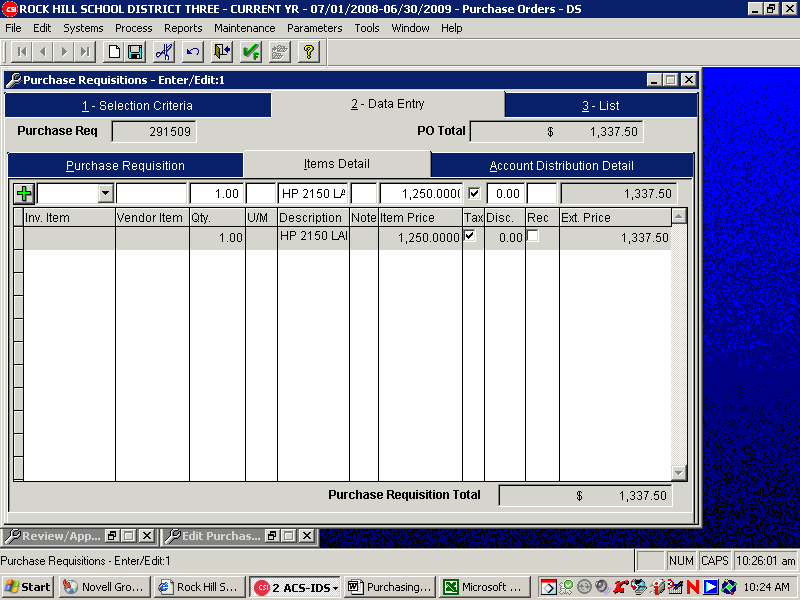 CSI ROCK HILL SCHOOL DISTRICT THREE - CURRENT YR - 07/01/2008-06/30/2009 - Purchase Orders - DS
File Edit Systems Process Reports Maintenance Parameters Tools Window Help
F ?
Purchase Requisitions - Enter/Edit:1
1 - Selection Criteria 2 - Data Entry 3 - List
Purchase Req 291509 PO Total $ 1,337.50
Purchase Requisition Items Detail Account Distribution Detail
1.00 HP 2150 LA 1,250.0000 0.00 1,337.50
Inv. Item Vendor Item Qty. U/M Description Note Item Price Tax Disc. Rec Ext. Price
1.00 HP 2150 LAI 1,250.0000 0.00 1,337.50
Purchase Requisition Total $ 1,337.50
Review/App... Edit Purchas...
Purchase Requisitions - Enter/Edit:1 NUM CAPS 10:26:01 am
Start Novell Gro... Rock Hill S... CSI 2 ACS-IDS Purchasing... Microsoft ... N 10:24 AM